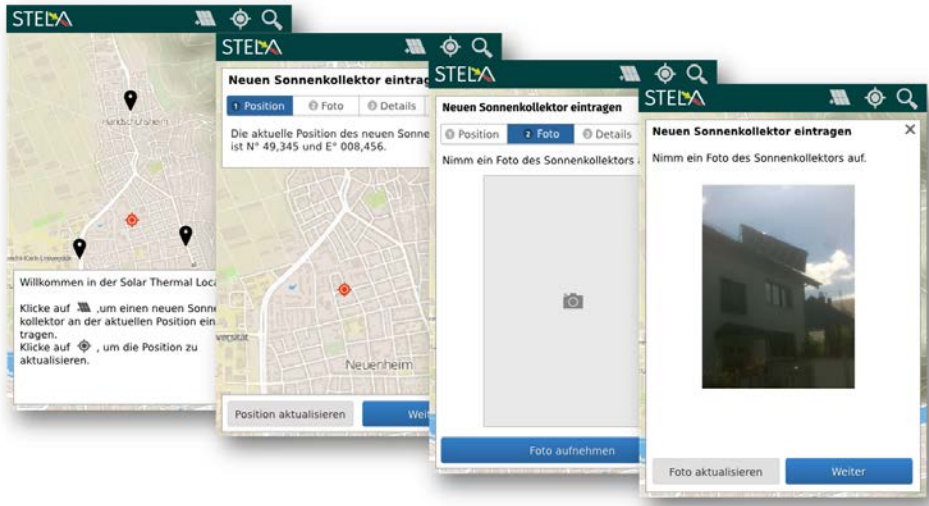 STELA
Handschuhsheim
Willkommen in der Solar Thermal Loca
Klicke auf , um einen neuen Sonne
kollektor an der aktuellen Position ein
tragen.
Klicke auf , um die Position zu
aktualisieren.
STELA
Neuen Sonnenkollektor eintrag
1 Position
2 Foto
3 Details
Die aktuelle Position des neuen Sonne
ist N° 49,345 und E° 008,456.
Neuenheim
Position aktualisieren
Weit
STELA
Neuen Sonnenkollektor eintragen
1 Position
2 Foto
3 Details
Nimm ein Foto des Sonnenkollektors a
Foto aufnehmen
STELA
Neuen Sonnenkollektor eintragen
Nimm ein Foto des Sonnenkollektors auf.
Foto aktualisieren
Weiter